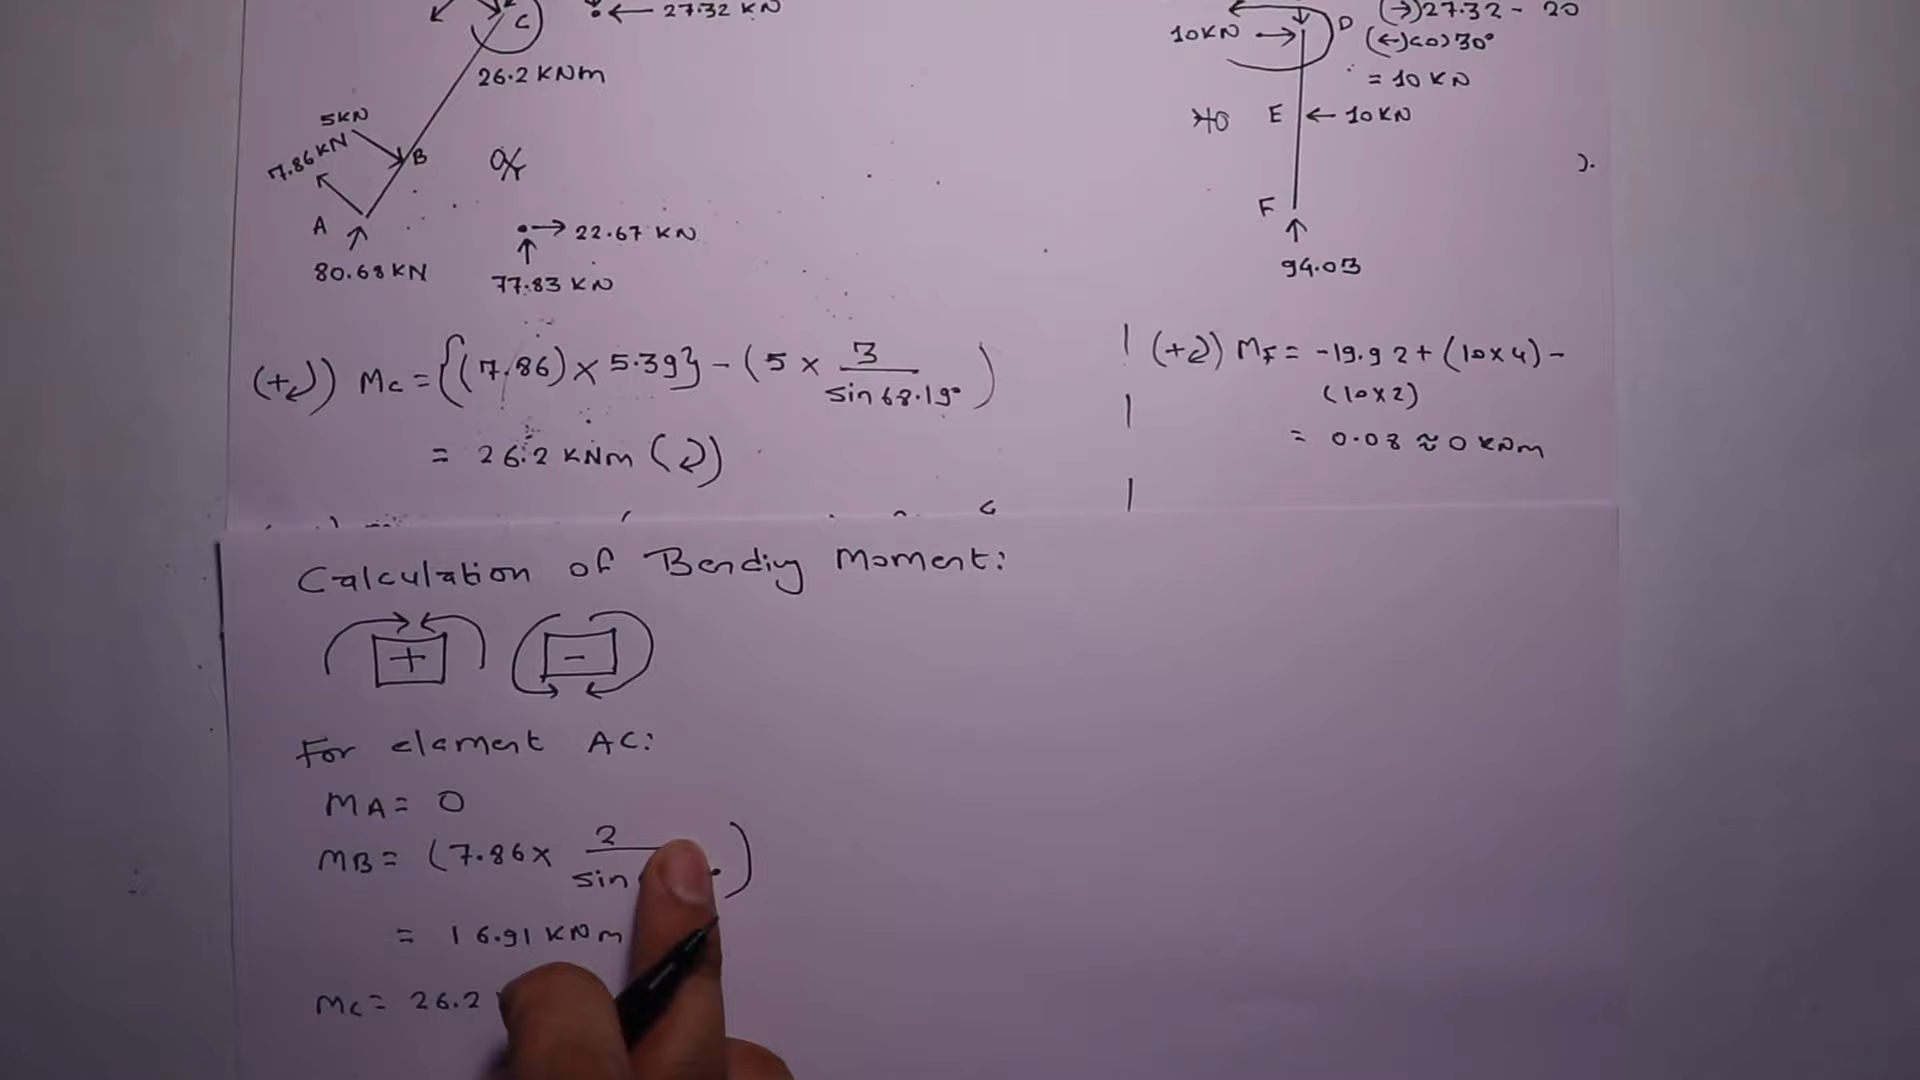 C
← 27.32 KN
26.2 KNm
5KN
7.86 KN
B
A
80.68 KN
→ 22.67 KN
77.83 KN
10KN →
D
(→)27.32 - 20
(←)cos30°
= 10 KN
E ← 10KN
F
94.03
(+↻) Mc = {(7.86) × 5.39} - (5 × 3 / sin 68.19°)
= 26.2 KNm (↻)
(+↻) MF = -19.92 + (10×4) -
(10×2)
= 0.08 ≈ 0 KNm
Calculation of Bending Moment:
+ -
For element AC:
MA = 0
MB = (7.86 × 2 / sin )
= 16.91 KNm
Mc = 26.2